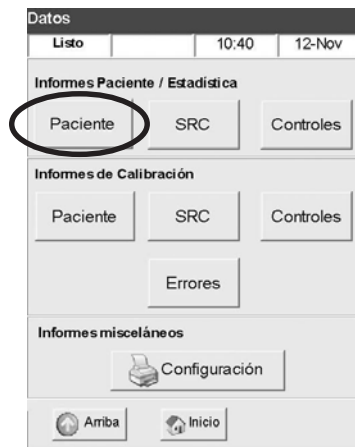 Datos
Listo 10:40 12-Nov
Informes Paciente / Estadística
Paciente SRC Controles
Informes de Calibración
Paciente SRC Controles
Errores
Informes misceláneos
Configuración
Arriba Inicio